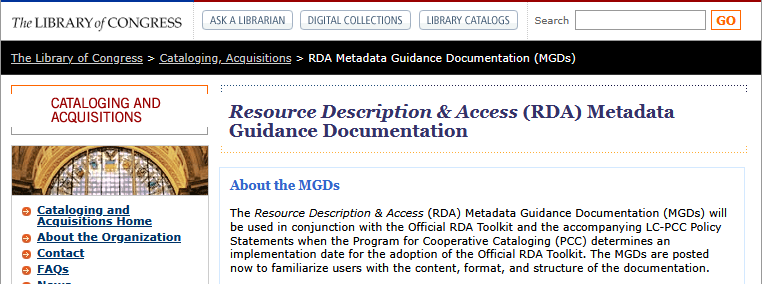 The LIBRARY of CONGRESS
ASK A LIBRARIAN
DIGITAL COLLECTIONS
LIBRARY CATALOGS
Search
GO
The Library of Congress > Cataloging, Acquisitions > RDA Metadata Guidance Documentation (MGDs)
CATALOGING AND
ACQUISITIONS
Cataloging and
Acquisitions Home
About the Organization
Contact
FAQs
News
Resource Description & Access (RDA) Metadata
Guidance Documentation
About the MGDs
The Resource Description & Access (RDA) Metadata Guidance Documentation (MGDs) will
be used in conjunction with the Official RDA Toolkit and the accompanying LC-PCC Policy
Statements when the Program for Cooperative Cataloging (PCC) determines an
implementation date for the adoption of the Official RDA Toolkit. The MGDs are posted
now to familiarize users with the content, format, and structure of the documentation.